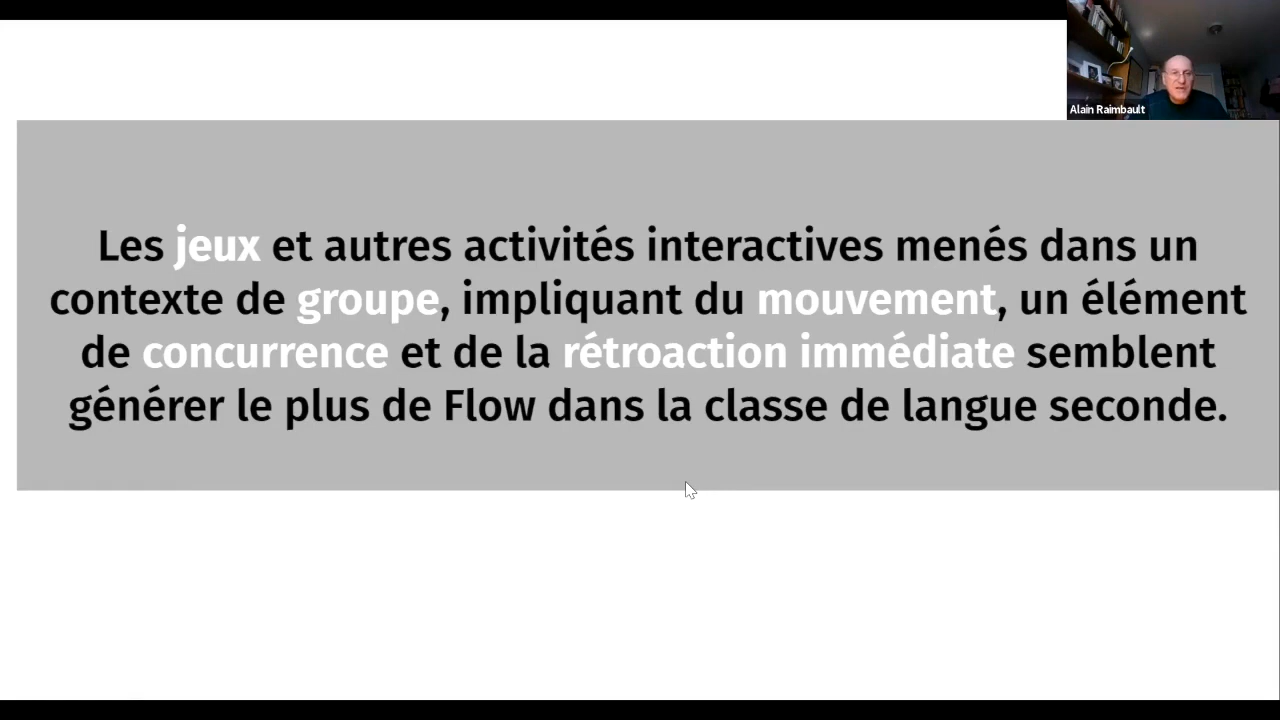 Alain Raimbault
Les jeux et autres activités interactives menés dans un
contexte de groupe, impliquant du mouvement, un élément
de concurrence et de la rétroaction immédiate semblent
générer le plus de Flow dans la classe de langue seconde.